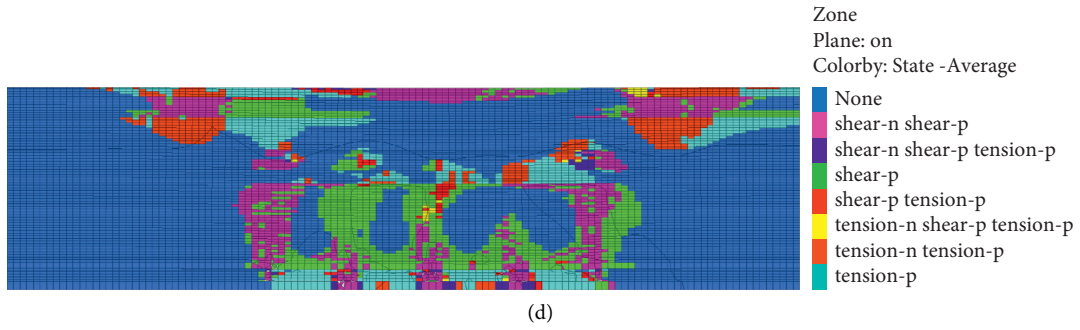 Zone
Plane: on
Colorby: State -Average
None
shear-n shear-p
shear-n shear-p tension-p
shear-p
shear-p tension-p
tension-n shear-p tension-p
tension-n tension-p
tension-p
(d)